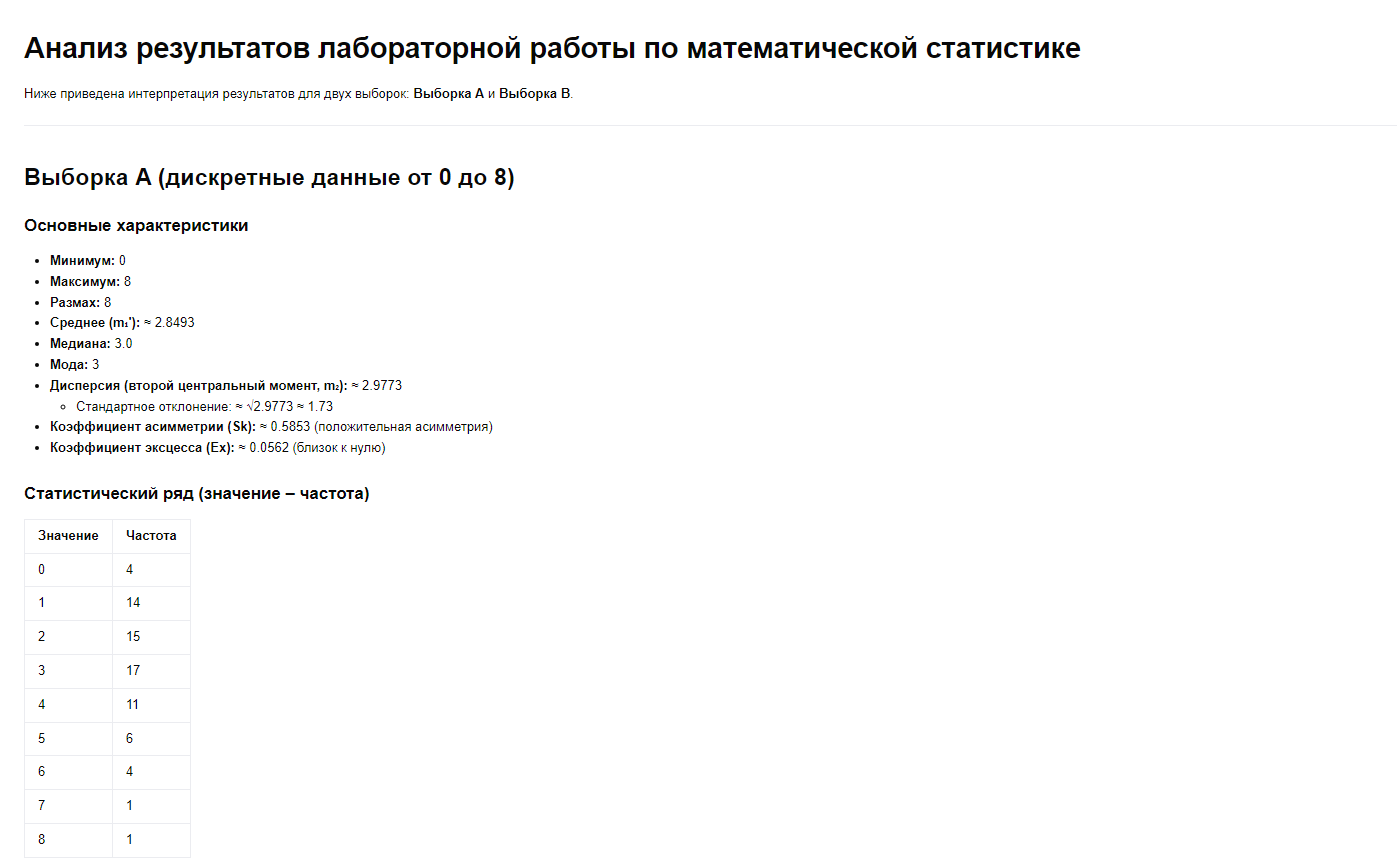 Анализ результатов лабораторной работы по математической статистике
Ниже приведена интерпретация результатов для двух выборок: Выборка A и Выборка B.
Выборка A (дискретные данные от 0 до 8)
Основные характеристики
• Минимум: 0
• Максимум: 8
• Размах: 8
• Среднее (m₁'): ≈ 2.8493
• Медиана: 3.0
• Мода: 3
• Дисперсия (второй центральный момент, m₂): ≈ 2.9773
◦ Стандартное отклонение: ≈ √2.9773 ≈ 1.73
• Коэффициент асимметрии (Sk): ≈ 0.5853 (положительная асимметрия)
• Коэффициент эксцесса (Ex): ≈ 0.0562 (близок к нулю)
Статистический ряд (значение – частота)
Значение Частота
0 4
1 14
2 15
3 17
4 11
5 6
6 4
7 1
8 1